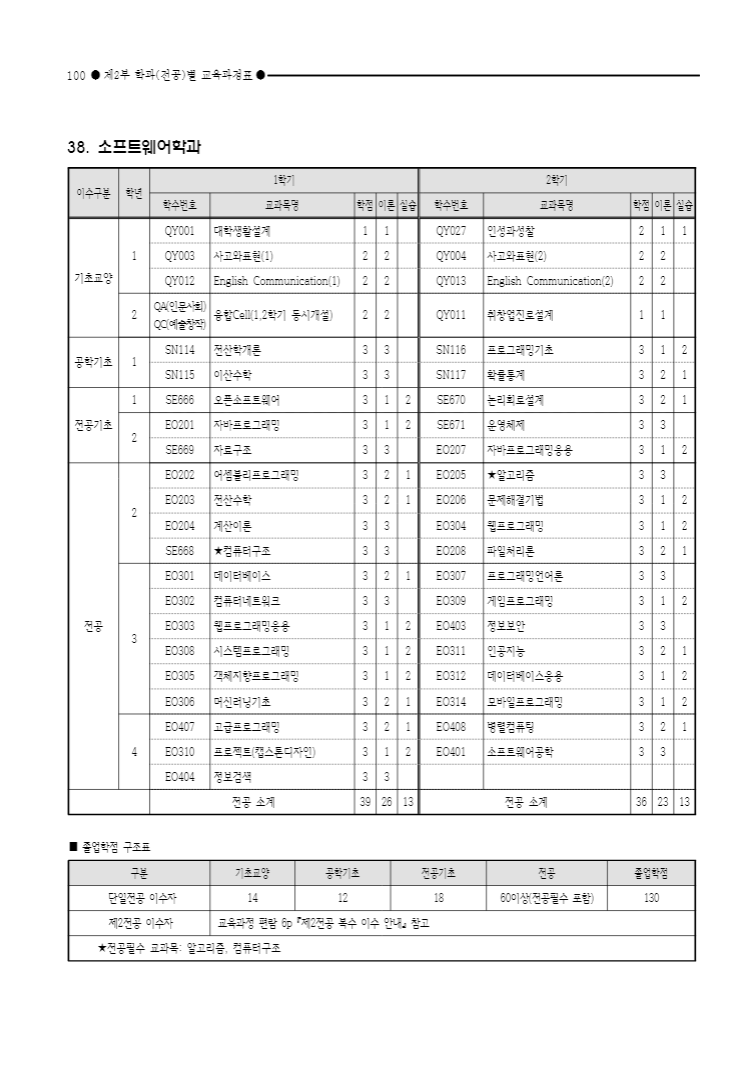 100 ● 제2부 학과(전공)별 교육과정표 ●
38. 소프트웨어학과
이수구분 학년 1학기 2학기
학수번호 교과목명 학점 이론 실습 학수번호 교과목명 학점 이론 실습
기초교양 1 QY001 대학생활설계 1 1 QY027 인성과성찰 2 1 1
QY003 사고와표현(1) 2 2 QY004 사고와표현(2) 2 2
QY012 English Communication(1) 2 2 QY013 English Communication(2) 2 2
2 QA(인문사회) QC(예술창작) 융합Cell(1,2학기 동시개설) 2 2 QY011 취창업진로설계 1 1
공학기초 1 SN114 전산학개론 3 3 SN116 프로그래밍기초 3 1 2
SN115 이산수학 3 3 SN117 확률통계 3 2 1
전공기초 1 SE666 오픈소프트웨어 3 1 2 SE670 논리회로설계 3 2 1
2 EO201 자바프로그래밍 3 1 2 SE671 운영체제 3 3
SE669 자료구조 3 3 EO207 자바프로그래밍응용 3 1 2
전공 2 EO202 어셈블리프로그래밍 3 2 1 EO205 ★알고리즘 3 3
EO203 전산수학 3 2 1 EO206 문제해결기법 3 1 2
EO204 계산이론 3 3 EO304 웹프로그래밍 3 1 2
SE668 ★컴퓨터구조 3 3 EO208 파일처리론 3 2 1
3 EO301 데이터베이스 3 2 1 EO307 프로그래밍언어론 3 3
EO302 컴퓨터네트워크 3 3 EO309 게임프로그래밍 3 1 2
EO303 웹프로그래밍응용 3 1 2 EO403 정보보안 3 3
EO308 시스템프로그래밍 3 1 2 EO311 인공지능 3 2 1
EO305 객체지향프로그래밍 3 1 2 EO312 데이터베이스응용 3 1 2
EO306 머신러닝기초 3 2 1 EO314 모바일프로그래밍 3 1 2
4 EO407 고급프로그래밍 3 2 1 EO408 병렬컴퓨팅 3 2 1
EO310 프로젝트(캡스톤디자인) 3 1 2 EO401 소프트웨어공학 3 3
EO404 정보검색 3 3
전공 소계 39 26 13 전공 소계 36 23 13
■ 졸업학점 구조표
구분 기초교양 공학기초 전공기초 전공 졸업학점
단일전공 이수자 14 12 18 60이상(전공필수 포함) 130
제2전공 이수자 교육과정 편람 6p 『제2전공 복수 이수 안내』 참고
★전공필수 교과목: 알고리즘, 컴퓨터구조